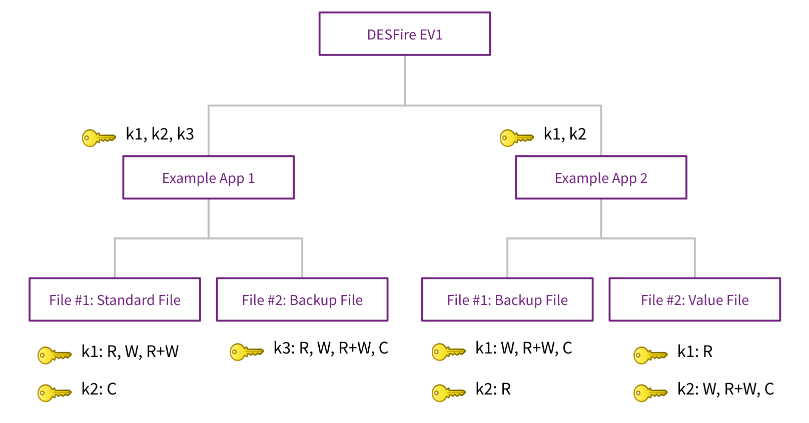 DESFire EV1
k1, k2, k3
k1, k2
Example App 1
Example App 2
File #1: Standard File
File #2: Backup File
File #1: Backup File
File #2: Value File
k1: R, W, R+W
k3: R, W, R+W, C
k1: W, R+W, C
k1: R
k2: C
k2: R
k2: W, R+W, C